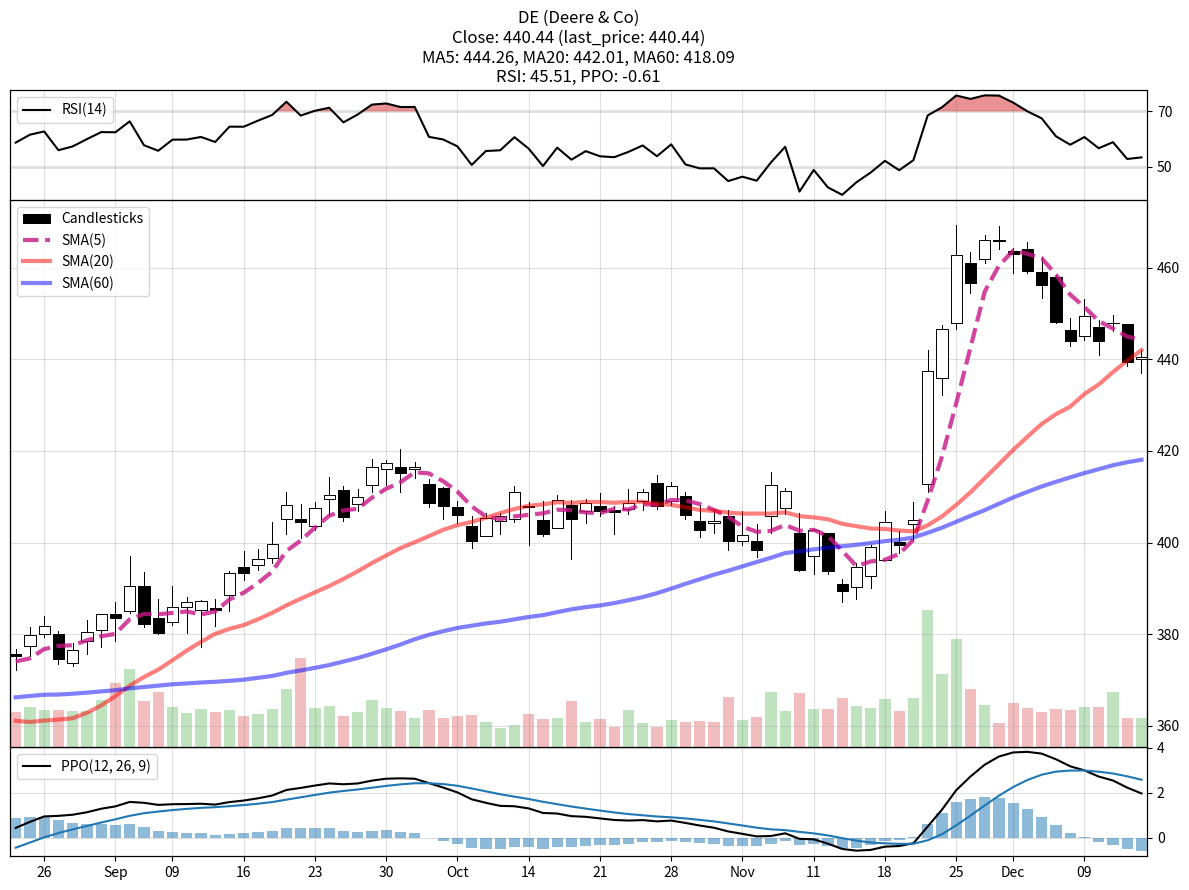 DE (Deere & Co)
Close: 440.44 (last_price: 440.44)
MA5: 444.26, MA20: 442.01, MA60: 418.09
RSI: 45.51, PPO: -0.61
RSI(14)
70
50
Candlesticks
SMA(5)
SMA(20)
SMA(60)
460
440
420
400
380
360
PPO(12, 26, 9)
4
2
0
26 Sep 09 16 23 30 Oct 14 21 28 Nov 11 18 25 Dec 09